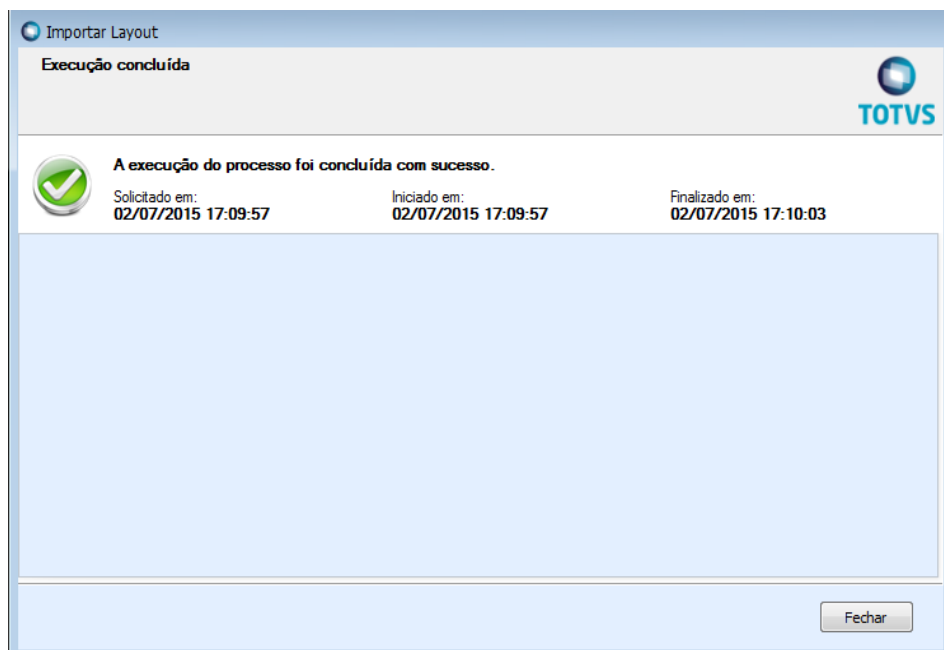 Importar Layout
Execução concluída
TOTVS
A execução do processo foi concluída com sucesso.
Solicitado em: Iniciado em: Finalizado em:
02/07/2015 17:09:57 02/07/2015 17:09:57 02/07/2015 17:10:03
Fechar